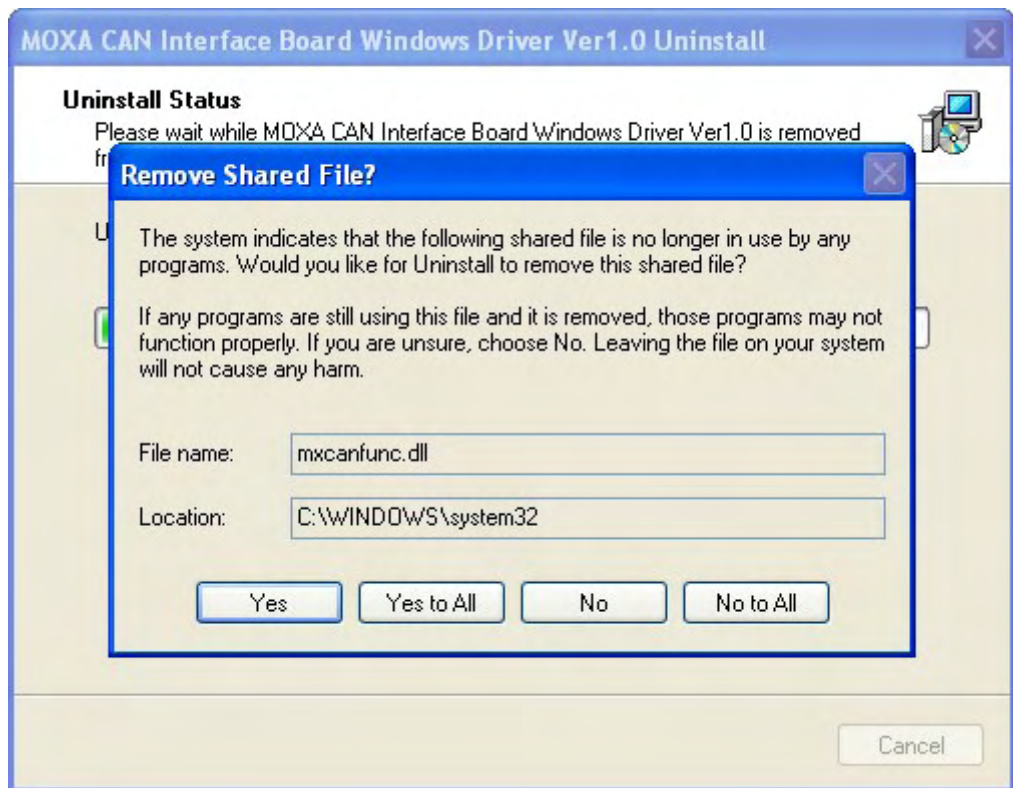 MOXA CAN Interface Board Windows Driver Ver1.0 Uninstall
Uninstall Status
Please wait while MOXA CAN Interface Board Windows Driver Ver1.0 is removed
Remove Shared File?
The system indicates that the following shared file is no longer in use by any
programs. Would you like for Uninstall to remove this shared file?
If any programs are still using this file and it is removed, those programs may not
function properly. If you are unsure, choose No. Leaving the file on your system
will not cause any harm.
File name: mxcanfunc.dll
Location: C:\WINDOWS\system32
Yes Yes to All No No to All
Cancel